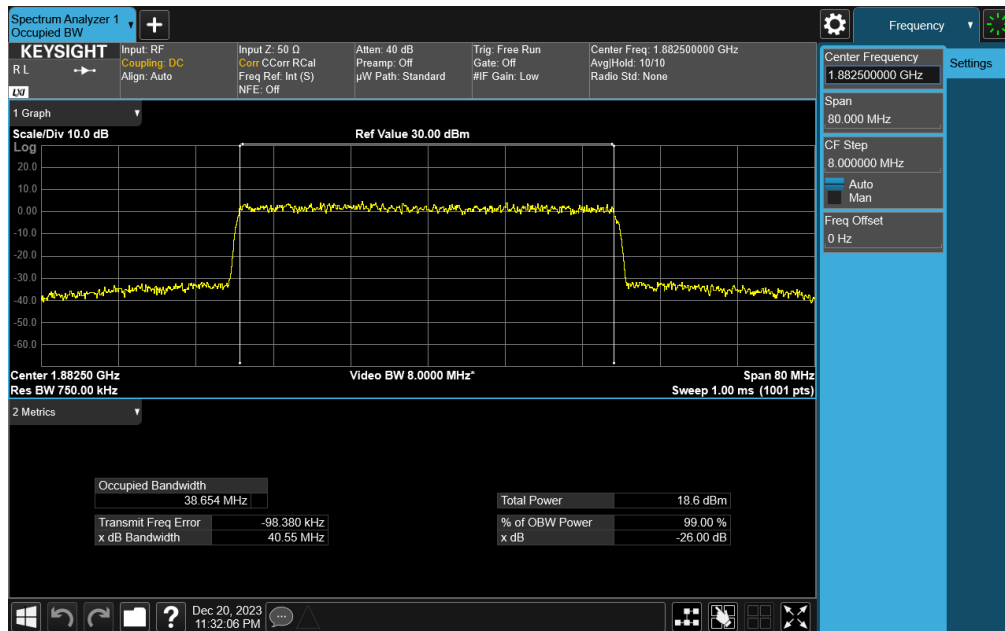 Spectrum Analyzer 1
Occupied BW
Frequency
KEYSIGHT
R L
LXI
Input: RF
Coupling: DC
Align: Auto
Input Z: 50 Ω
Corr CCorr RCal
Freq Ref: Int (S)
NFE: Off
Atten: 40 dB
Preamp: Off
µW Path: Standard
Trig: Free Run
Gate: Off
#IF Gain: Low
Center Freq: 1.882500000 GHz
Avg|Hold: 10/10
Radio Std: None
Center Frequency
1.882500000 GHz
Settings
Span
80.000 MHz
CF Step
8.000000 MHz
Auto
Man
Freq Offset
0 Hz
1 Graph
Scale/Div 10.0 dB
Ref Value 30.00 dBm
Log
20.0
10.0
0.00
-10.0
-20.0
-30.0
-40.0
-50.0
-60.0
Center 1.88250 GHz
Video BW 8.0000 MHz*
Span 80 MHz
Res BW 750.00 kHz
Sweep 1.00 ms (1001 pts)
2 Metrics
Occupied Bandwidth
38.654 MHz
Total Power 18.6 dBm
Transmit Freq Error -98.380 kHz
% of OBW Power 99.00 %
x dB Bandwidth 40.55 MHz
x dB -26.00 dB
?
Dec 20, 2023
11:32:06 PM